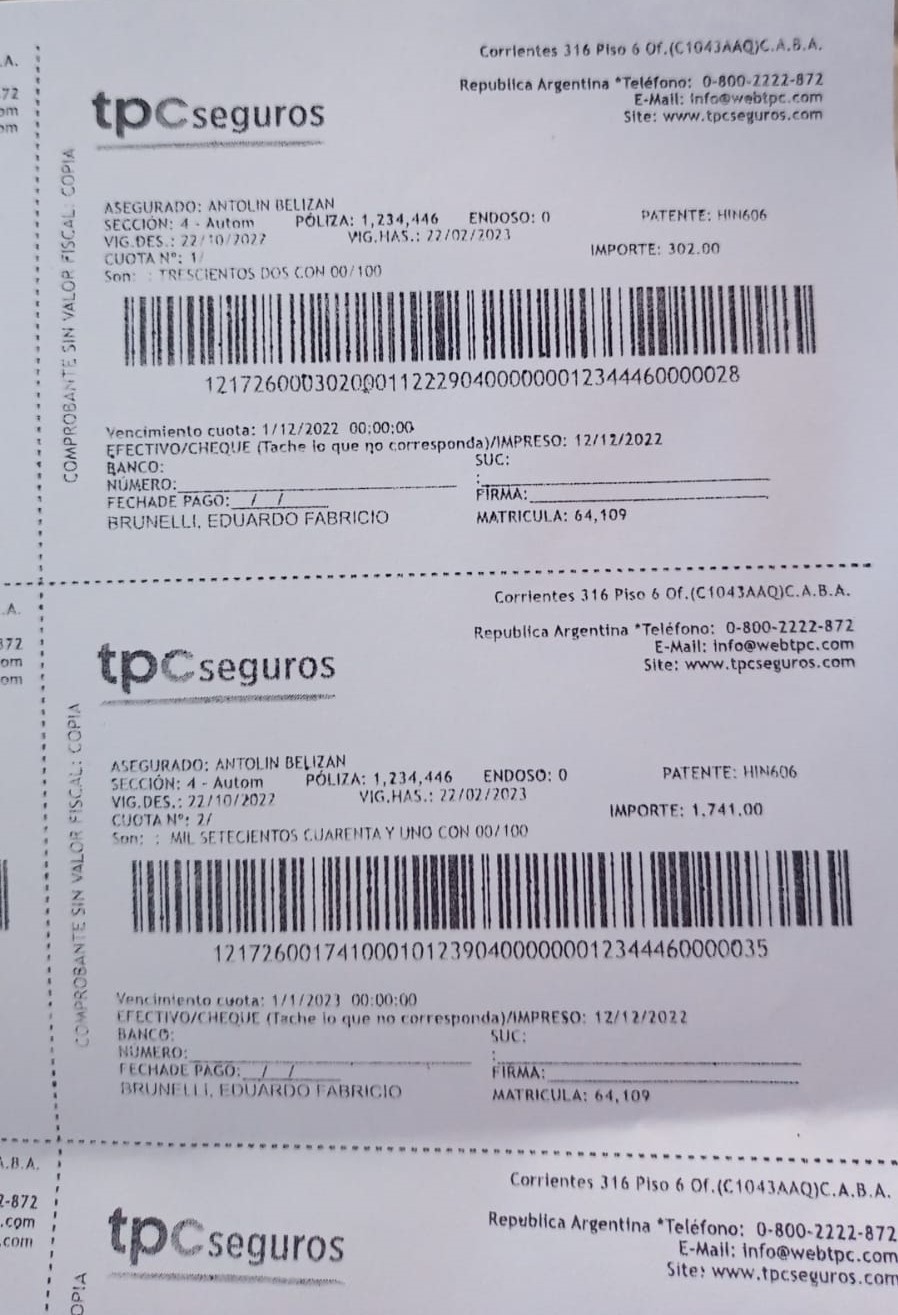 .A.
72
om
om
COMPROBANTE SIN VALOR FISCAL: COPIA
Corrientes 316 Piso 6 Of.(C1043AAQ)C.A.B.A.
Republica Argentina *Teléfono: 0-800-2222-872
E-Mail: info@webtpc.com
Site: www.tpcseguros.com
tpcseguros
ASEGURADO: ANTOLIN BELIZAN
SECCIÓN: 4 - Autom PÓLIZA: 1,234,446 ENDOSO: 0 PATENTE: HIN606
VIG.DES.: 22/10/2022 VIG.HAS.: 22/02/2023
CUOTA Nº: 1/ IMPORTE: 302.00
Son: : TRESCIENTOS DOS CON 00/100
121726000302000112229040000000012344460000028
Vencimiento cuota: 1/12/2022 00:00:00
EFECTIVO/CHEQUE (Tache lo que no corresponda)/IMPRESO: 12/12/2022
BANCO: SUC:
NÚMERO: :
FECHADE PAGO: / / FIRMA:
BRUNELLI, EDUARDO FABRICIO MATRICULA: 64,109
.A.
872
om
om
COMPROBANTE SIN VALOR FISCAL: COPIA
Corrientes 316 Piso 6 Of.(C1043AAQ)C.A.B.A.
Republica Argentina *Teléfono: 0-800-2222-872
E-Mail: info@webtpc.com
Site: www.tpcseguros.com
tpcseguros
ASEGURADO: ANTOLIN BELIZAN
SECCIÓN: 4 - Autom PÓLIZA: 1,234,446 ENDOSO: 0 PATENTE: HIN606
VIG.DES.: 22/10/2022 VIG.HAS.: 22/02/2023
CUOTA Nº: 2/ IMPORTE: 1,741.00
Son: : MIL SETECIENTOS CUARENTA Y UNO CON 00/100
121726001741000101239040000000012344460000035
Vencimiento cuota: 1/1/2023 00:00:00
EFECTIVO/CHEQUE (Tache lo que no corresponda)/IMPRESO: 12/12/2022
BANCO: SUC:
NÚMERO: :
FECHADE PAGO: / / FIRMA:
BRUNELLI, EDUARDO FABRICIO MATRICULA: 64,109
A.B.A.
2-872
.com
.com
OPIA
Corrientes 316 Piso 6 Of.(C1043AAQ)C.A.B.A.
Republica Argentina *Teléfono: 0-800-2222-872
E-Mail: info@webtpc.com
Site: www.tpcseguros.com
tpcseguros